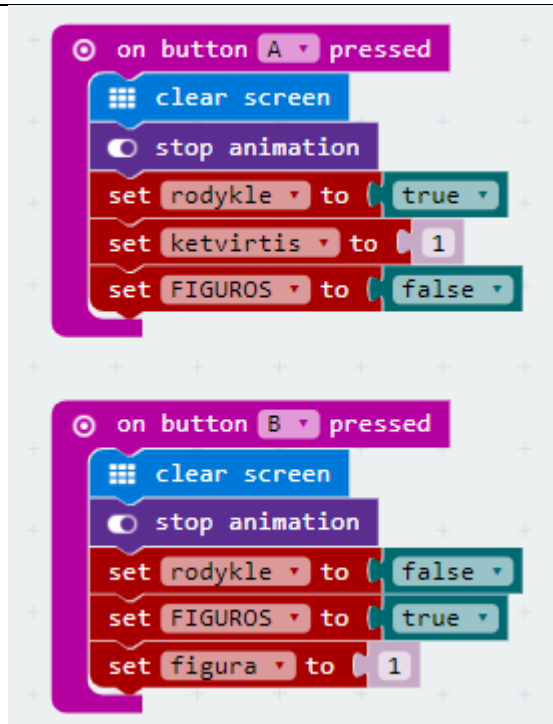 on button A pressed
clear screen
stop animation
set rodykle to true
set ketvirtis to 1
set FIGUROS to false
on button B pressed
clear screen
stop animation
set rodykle to false
set FIGUROS to true
set figura to 1